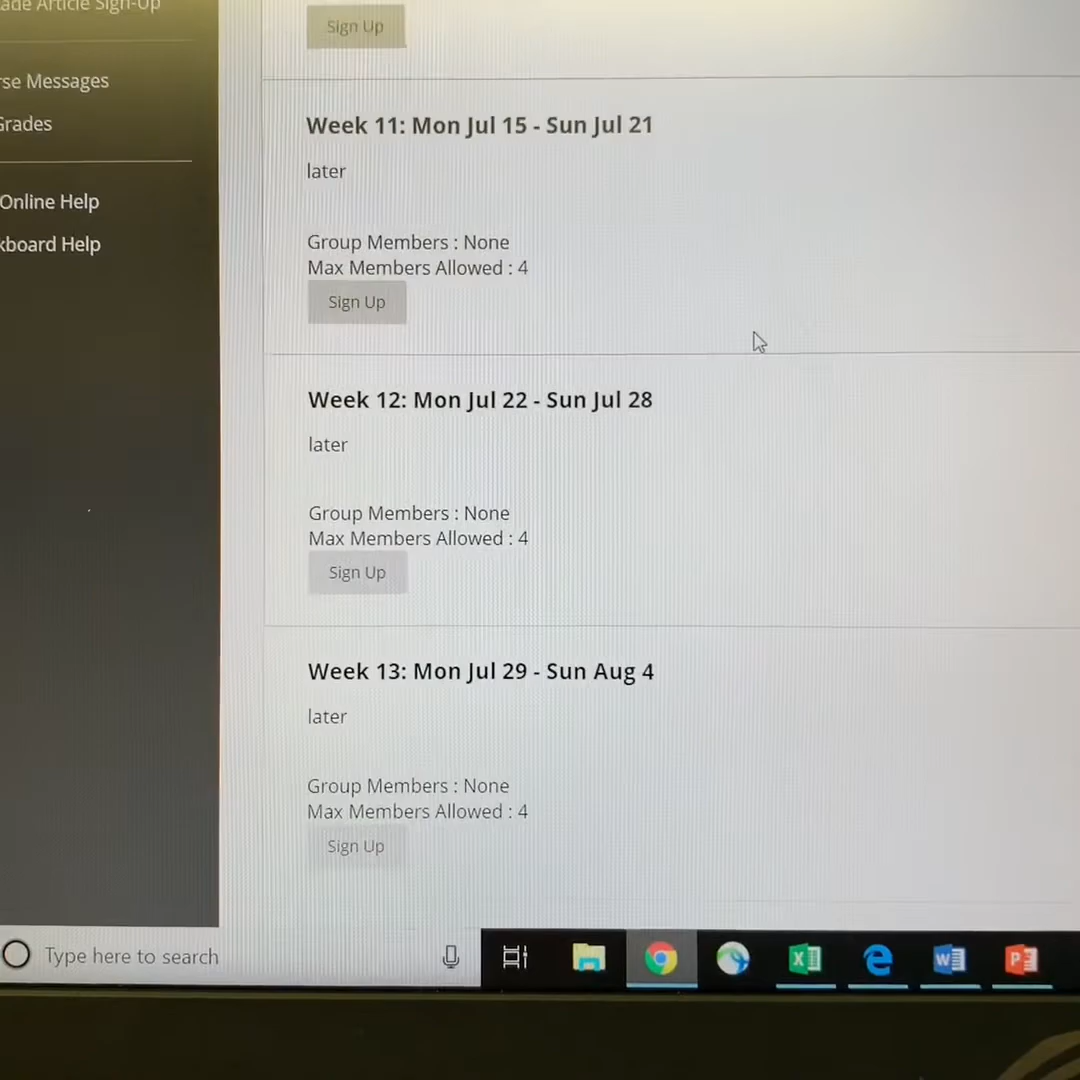 Article Sign-Up
Messages
Grades
Online Help
Help
Sign Up
Week 11: Mon Jul 15 - Sun Jul 21
later
Group Members : None
Max Members Allowed : 4
Sign Up
Week 12: Mon Jul 22 - Sun Jul 28
later
Group Members : None
Max Members Allowed : 4
Sign Up
Week 13: Mon Jul 29 - Sun Aug 4
later
Group Members : None
Max Members Allowed : 4
Sign Up
Type here to search